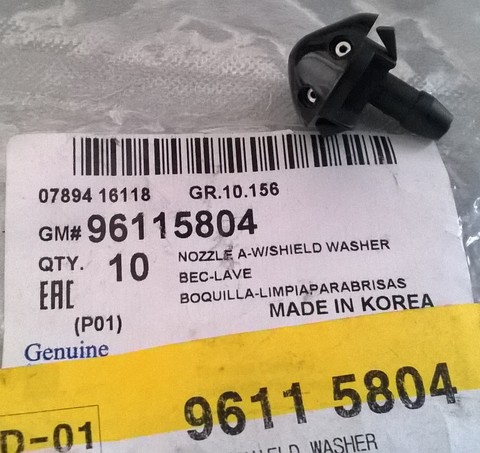 07894 16118 GR.10.156
GM# 96115804
QTY. 10 NOZZLE A-W/SHIELD WASHER
BEC-LAVE
BOQUILLA-LIMPIAPARABRISAS
EAC
MADE IN KOREA
(P01)
Genuine
9611 5804
D-01
WASHER